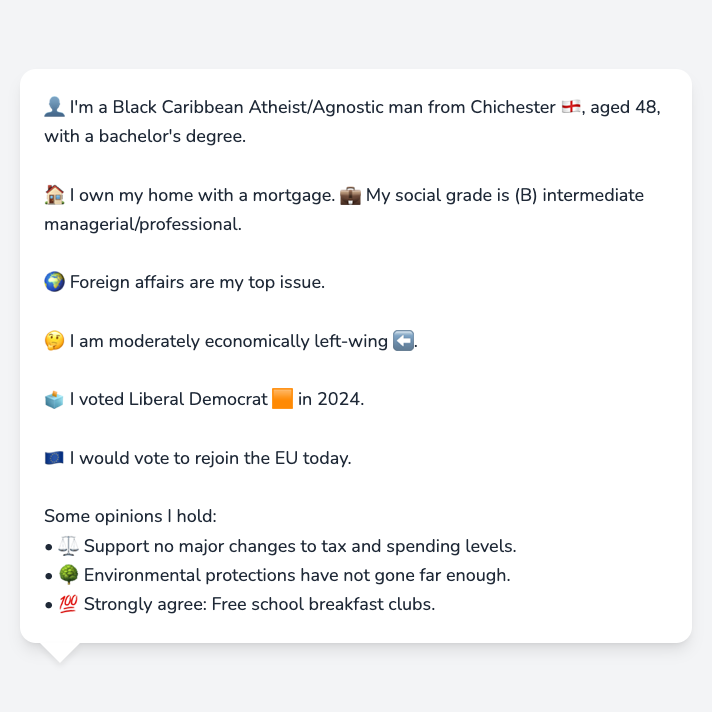 👤 I'm a Black Caribbean Atheist/Agnostic man from Chichester 🏴󠁧󠁢󠁥󠁮󠁧󠁿, aged 48,
with a bachelor's degree.
🏠 I own my home with a mortgage. 💼 My social grade is (B) intermediate
managerial/professional.
🌍 Foreign affairs are my top issue.
🤔 I am moderately economically left-wing ⬅️.
🗳️ I voted Liberal Democrat 🟧 in 2024.
🇪🇺 I would vote to rejoin the EU today.
Some opinions I hold:
• ⚖️ Support no major changes to tax and spending levels.
• 🌳 Environmental protections have not gone far enough.
• 💯 Strongly agree: Free school breakfast clubs.